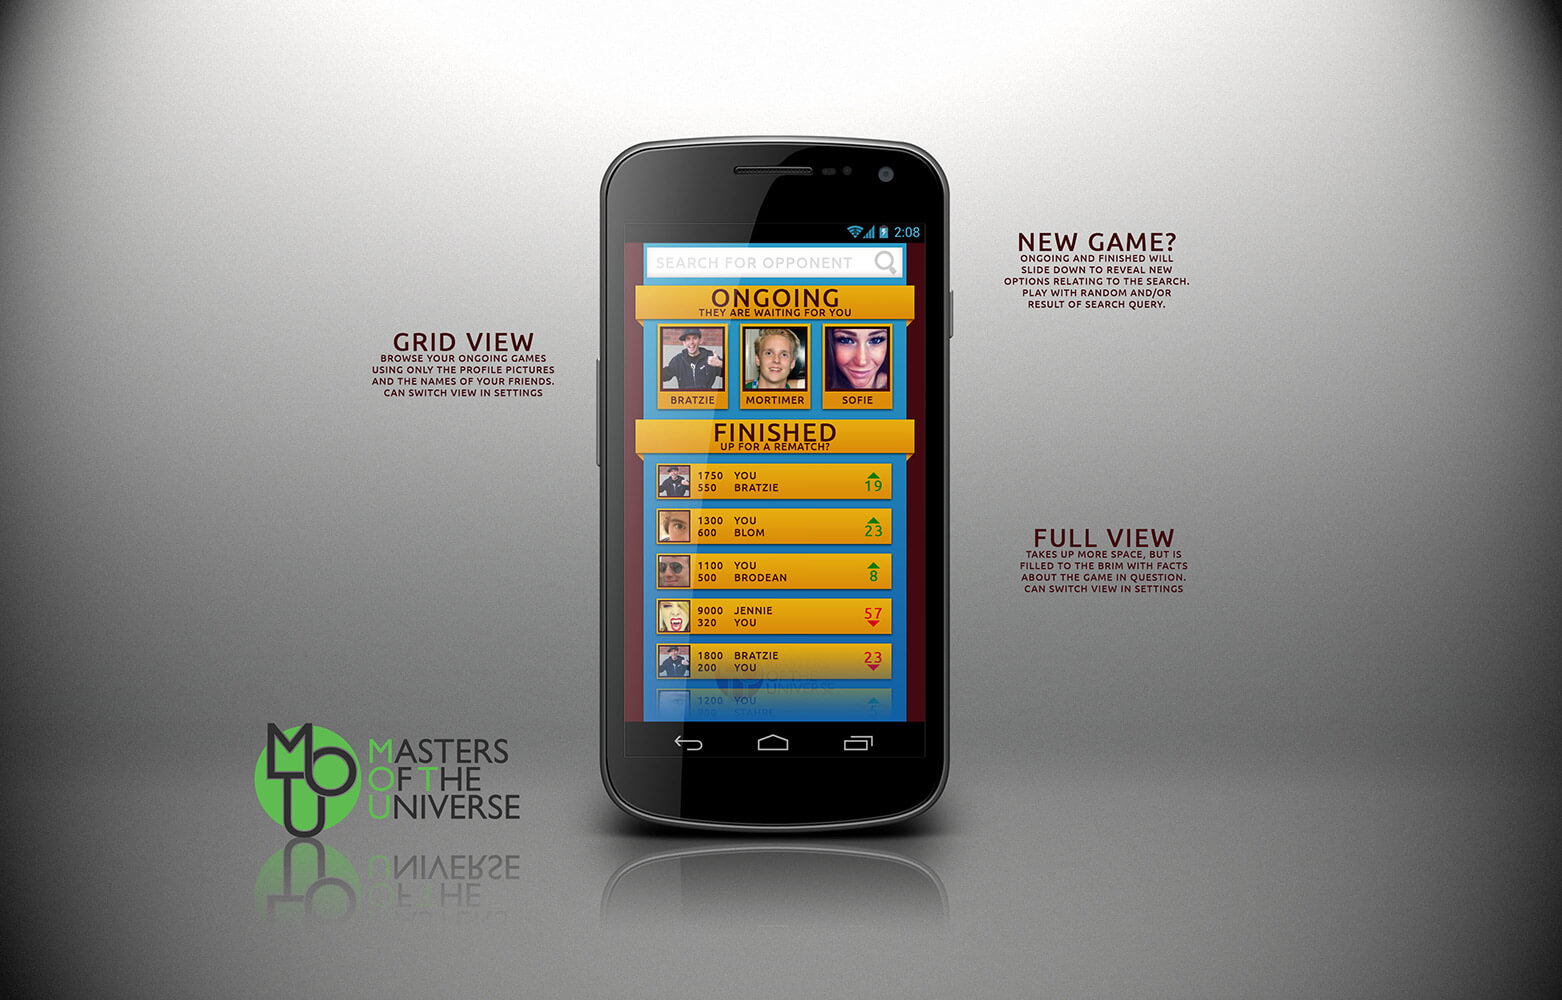 2:08
SEARCH FOR OPPONENT
ONGOING
THEY ARE WAITING FOR YOU
BRATZIE
MORTIMER
SOFIE
FINISHED
UP FOR A REMATCH?
1750 YOU
550 BRATZIE
19
1300 YOU
600 BLOM
23
1100 YOU
500 BRODEAN
8
9000 JENNIE
320 YOU
57
1800 BRATZIE
200 YOU
23
OF THE
UNIVERSE
1200 YOU
5
GRID VIEW
BROWSE YOUR ONGOING GAMES
USING ONLY THE PROFILE PICTURES
AND THE NAMES OF YOUR FRIENDS.
CAN SWITCH VIEW IN SETTINGS
NEW GAME?
ONGOING AND FINISHED WILL
SLIDE DOWN TO REVEAL NEW
OPTIONS RELATING TO THE SEARCH.
PLAY WITH RANDOM AND/OR
RESULT OF SEARCH QUERY.
FULL VIEW
TAKES UP MORE SPACE, BUT IS
FILLED TO THE BRIM WITH FACTS
ABOUT THE GAME IN QUESTION.
CAN SWITCH VIEW IN SETTINGS
MOTU
MASTERS
OF THE
UNIVERSE